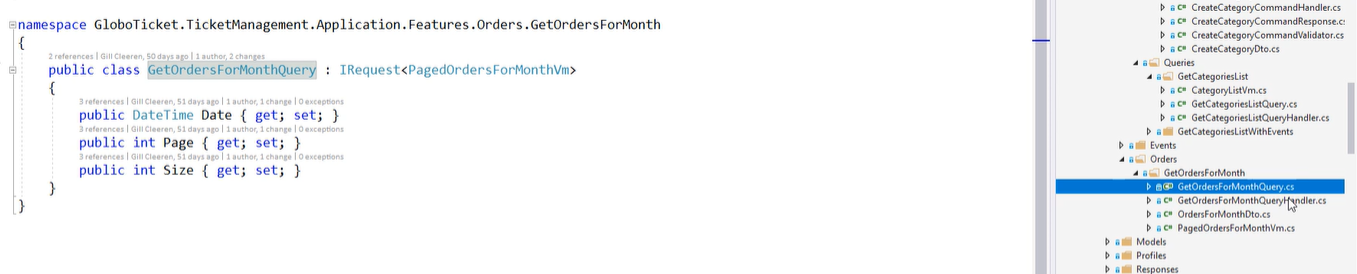 namespace GloboTicket.TicketManagement.Application.Features.Orders.GetOrdersForMonth
{
2 references | Gill Cleeren, 50 days ago | 1 author, 2 changes
public class GetOrdersForMonthQuery : IRequest<PagedOrdersForMonthVm>
{
3 references | Gill Cleeren, 51 days ago | 1 author, 1 change | 0 exceptions
public DateTime Date { get; set; }
3 references | Gill Cleeren, 51 days ago | 1 author, 1 change | 0 exceptions
public int Page { get; set; }
3 references | Gill Cleeren, 51 days ago | 1 author, 1 change | 0 exceptions
public int Size { get; set; }
}
}
CreateCategoryCommandHandler.cs
CreateCategoryCommandResponse.cs
CreateCategoryCommandValidator.cs
CreateCategoryDto.cs
Queries
GetCategoriesList
CategoryListVm.cs
GetCategoriesListQuery.cs
GetCategoriesListQueryHandler.cs
GetCategoriesListWithEvents
Events
Orders
GetOrdersForMonth
GetOrdersForMonthQuery.cs
GetOrdersForMonthQueryHandler.cs
OrdersForMonthDto.cs
PagedOrdersForMonthVm.cs
Models
Profiles
Responses